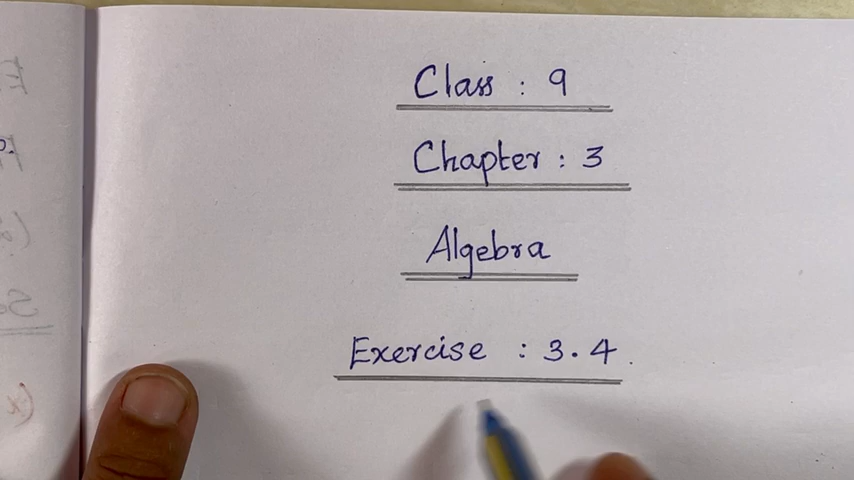 Class : 9
Chapter : 3
Algebra
Exercise : 3.4